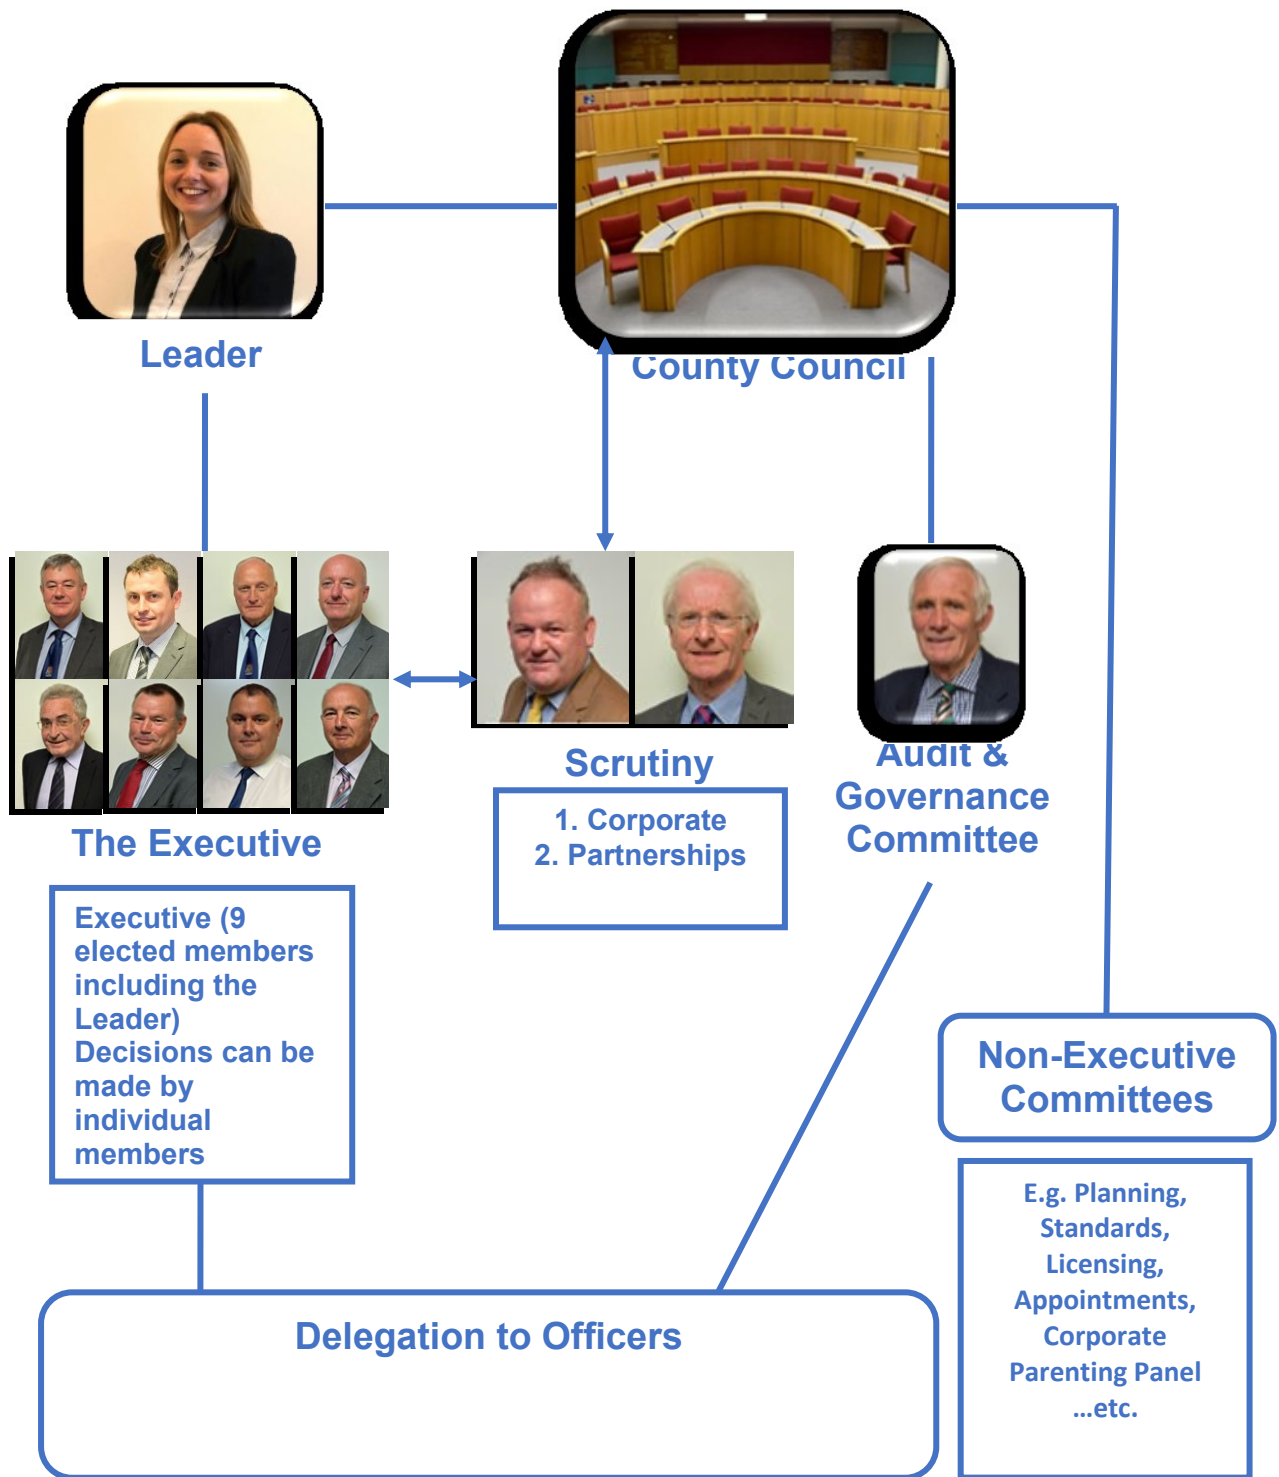 Leader
County Council
Scrutiny
1. Corporate
2. Partnerships
Audit &
Governance
Committee
The Executive
Executive (9
elected members
including the
Leader)
Decisions can be
made by
individual
members
Non-Executive
Committees
E.g. Planning,
Standards,
Licensing,
Appointments,
Corporate
Parenting Panel
…etc.
Delegation to Officers